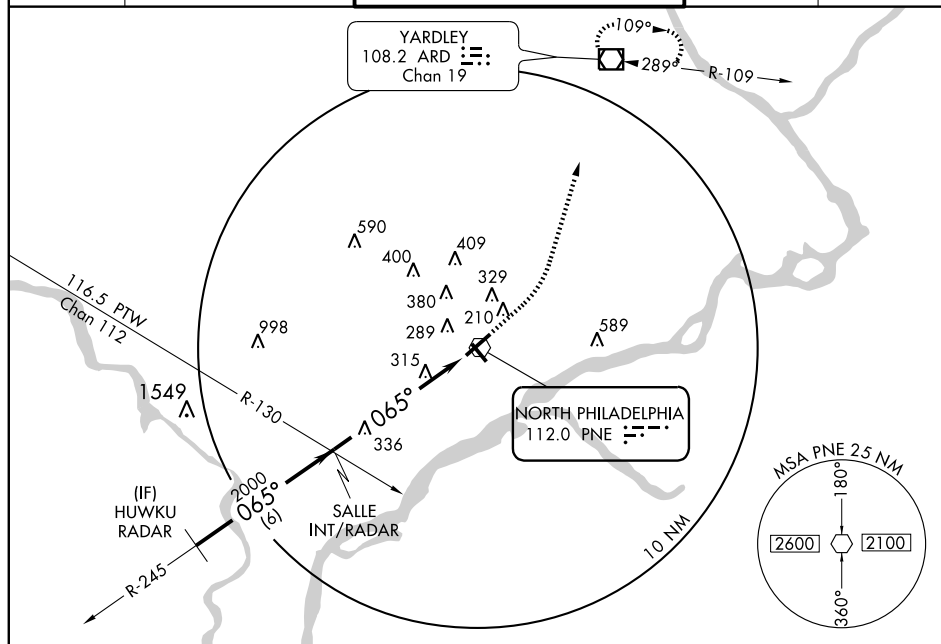 YARDLEY
108.2 ARD
Chan 19
109°
289°
R-109
590
400
409
380
329
210
289
315
589
998
116.5 PTW
Chan 112
1549
R-130
065°
336
NORTH PHILADELPHIA
112.0 PNE
2000
065°
(6)
(IF)
HUWKU
RADAR
SALLE
INT/RADAR
R-245
10 NM
MSA PNE 25 NM
180°
2600
2100
360°